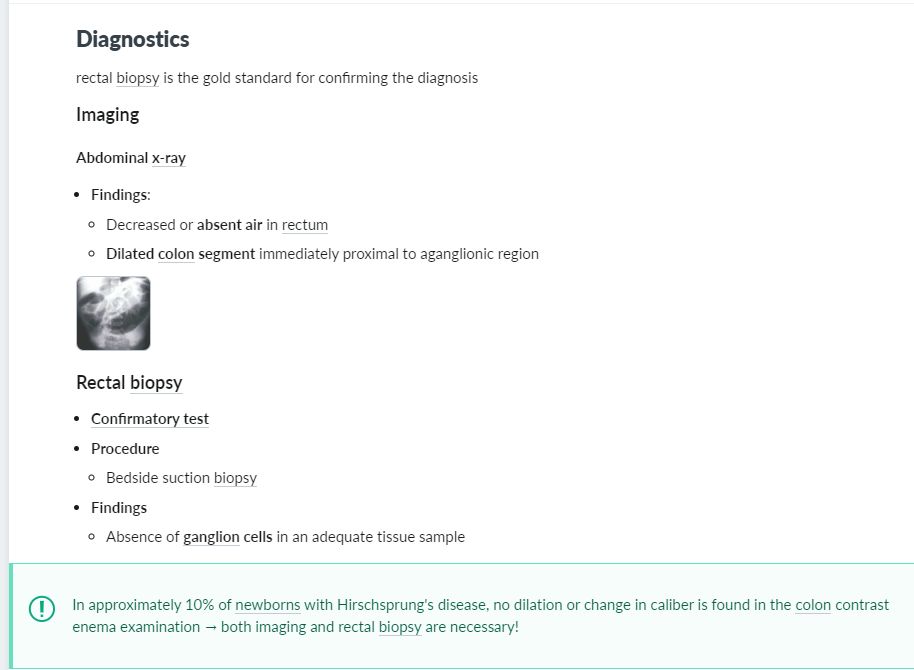 Diagnostics
rectal biopsy is the gold standard for confirming the diagnosis
Imaging
Abdominal x-ray
• Findings:
◦ Decreased or absent air in rectum
◦ Dilated colon segment immediately proximal to aganglionic region
Rectal biopsy
• Confirmatory test
• Procedure
◦ Bedside suction biopsy
• Findings
◦ Absence of ganglion cells in an adequate tissue sample
In approximately 10% of newborns with Hirschsprung's disease, no dilation or change in caliber is found in the colon contrast
enema examination → both imaging and rectal biopsy are necessary!